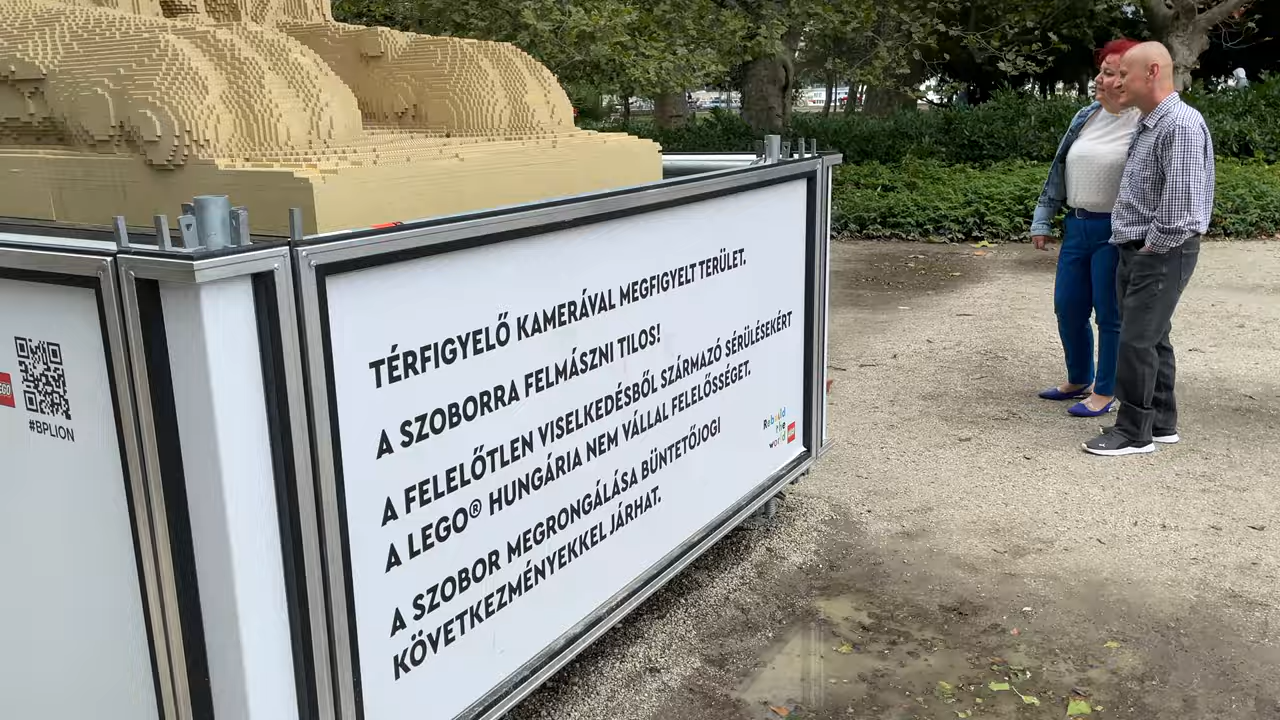 TÉRFIGYELŐ KAMERÁVAL MEGFIGYELT TERÜLET.
A SZOBORRA FELMÁSZNI TILOS!
A FELELŐTLEN VISELKEDÉSBŐL SZÁRMAZÓ SÉRÜLÉSEKÉRT
A LEGO® HUNGÁRIA NEM VÁLLAL FELELŐSSÉGET.
A SZOBOR MEGRONGÁLÁSA BÜNTETŐJOGI
KÖVETKEZMÉNYEKKEL JÁRHAT.
Rebuild
the
world
#BPLION